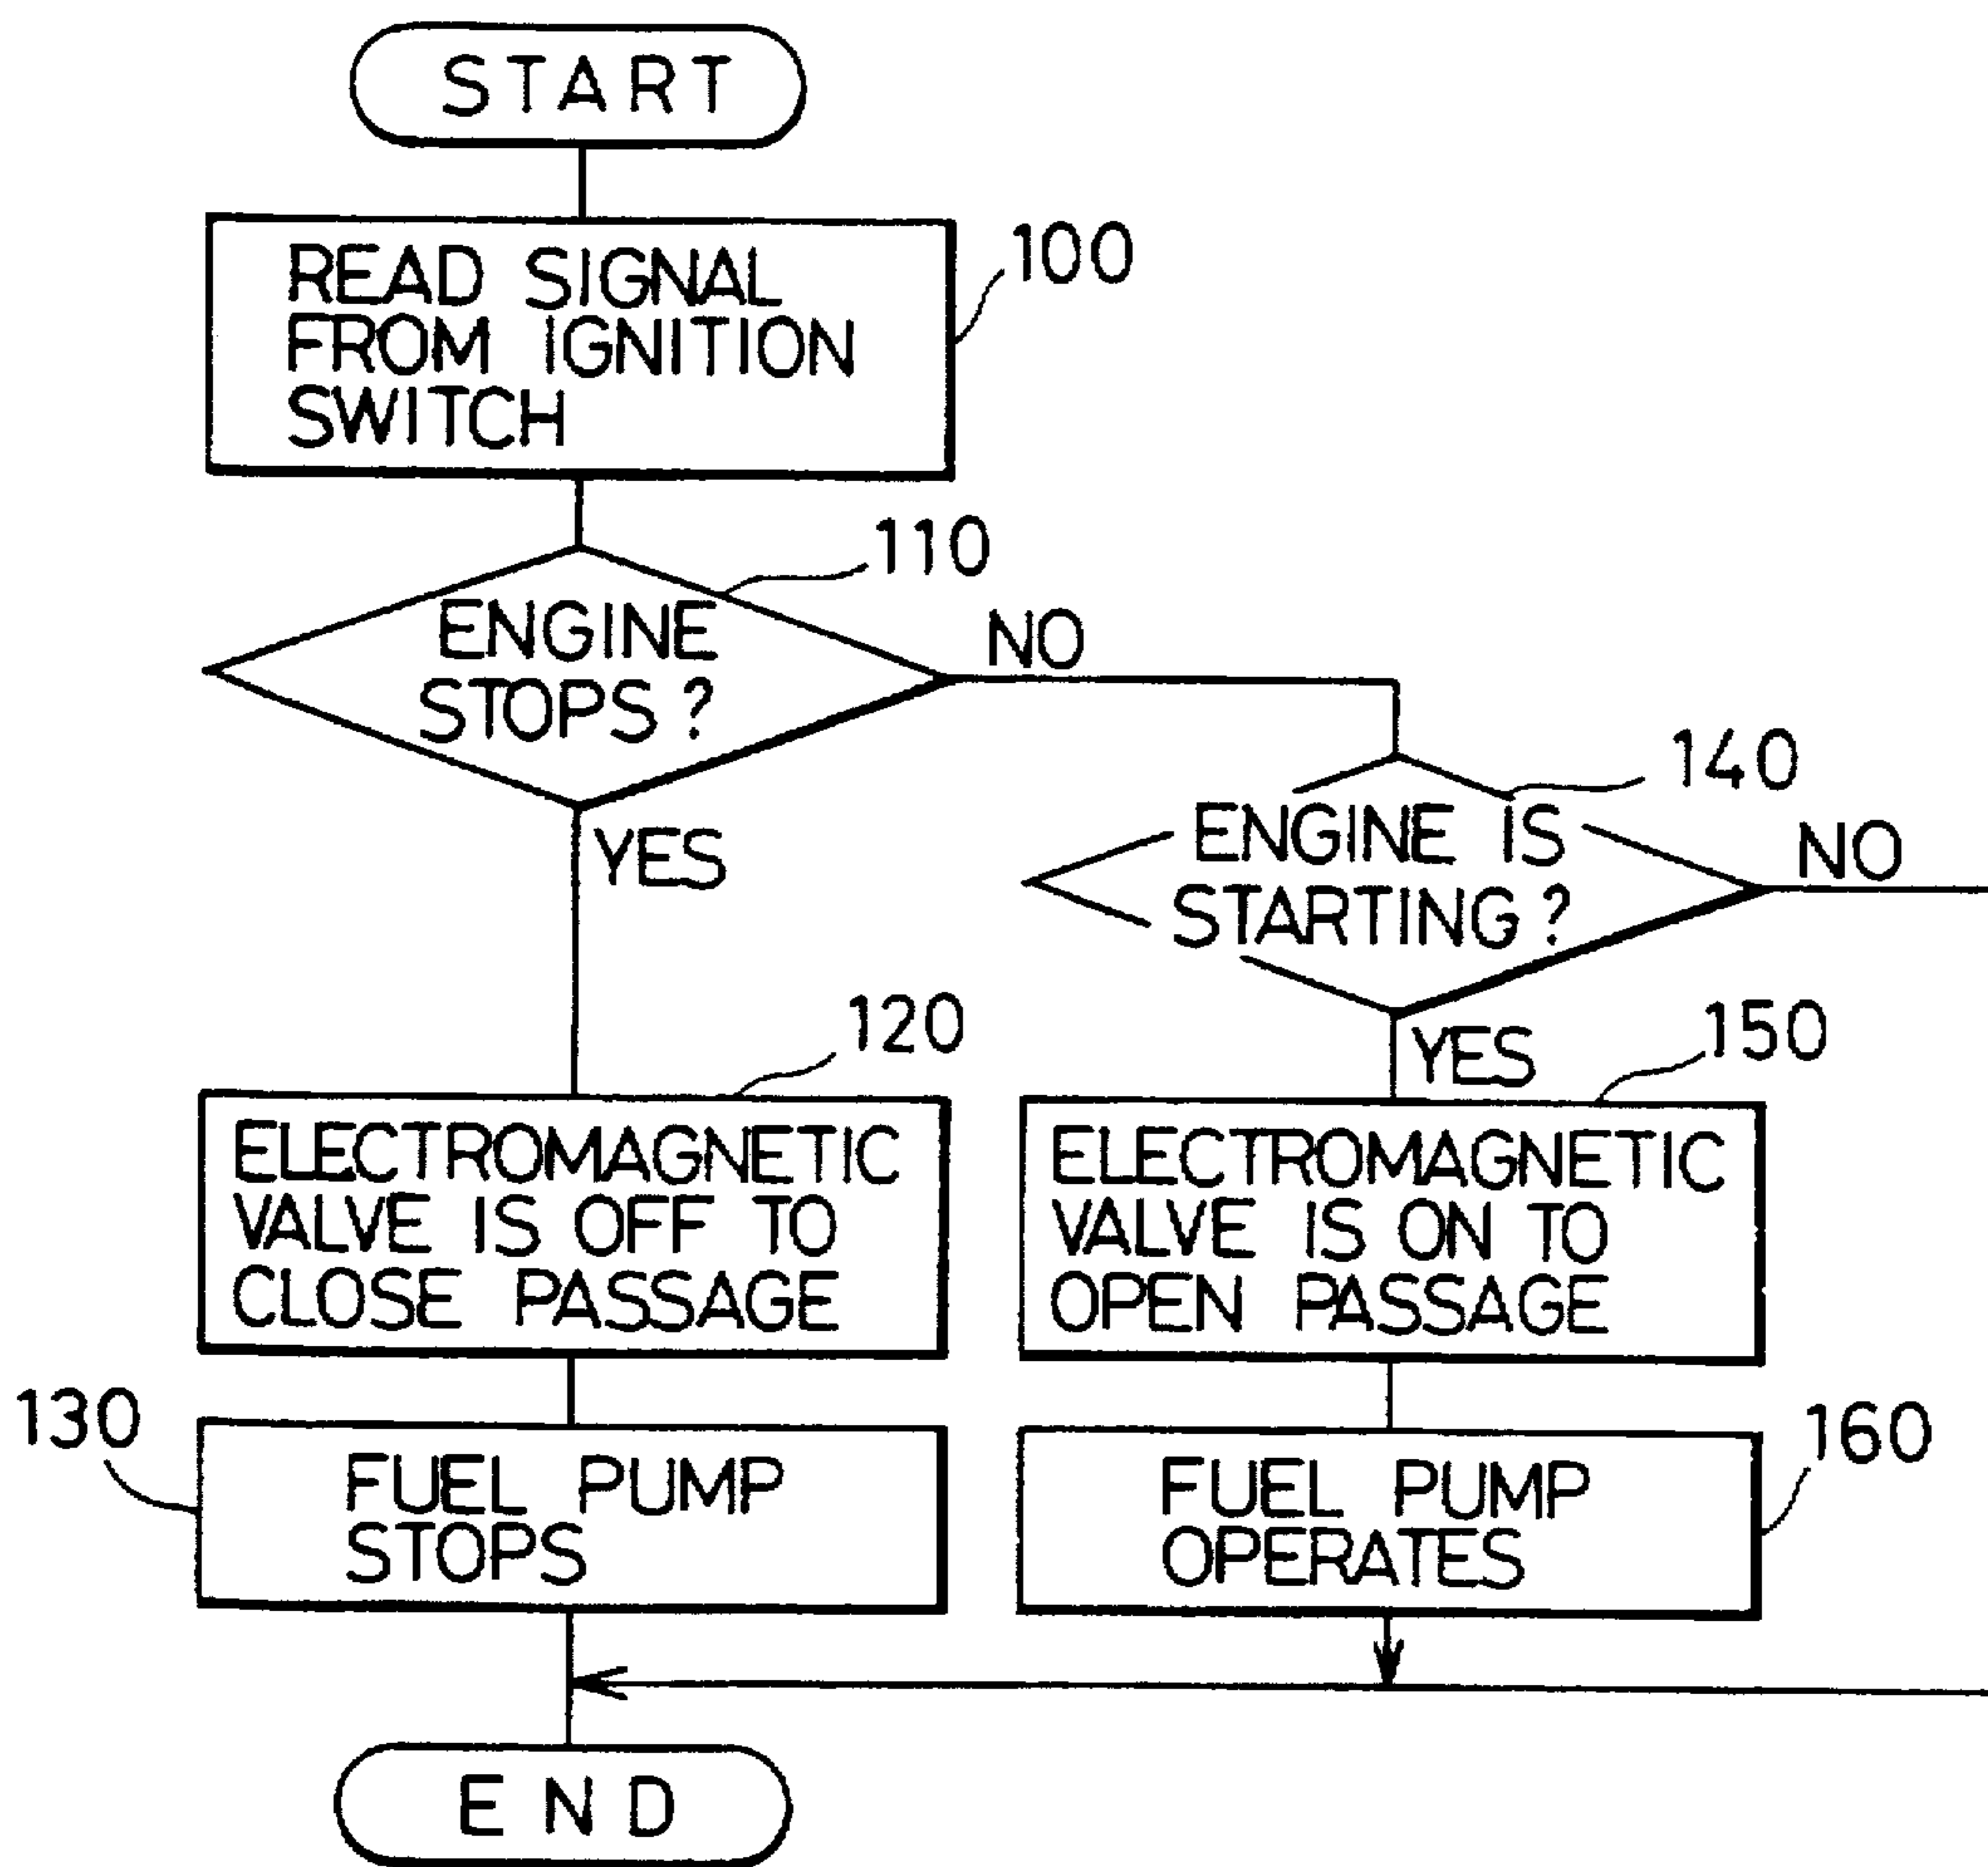 START
READ SIGNAL
FROM IGNITION
SWITCH
100
110
ENGINE
STOPS?
NO
YES
140
ENGINE IS
STARTING?
NO
YES
120
ELECTROMAGNETIC
VALVE IS OFF TO
CLOSE PASSAGE
150
ELECTROMAGNETIC
VALVE IS ON TO
OPEN PASSAGE
130
FUEL PUMP
STOPS
160
FUEL PUMP
OPERATES
END